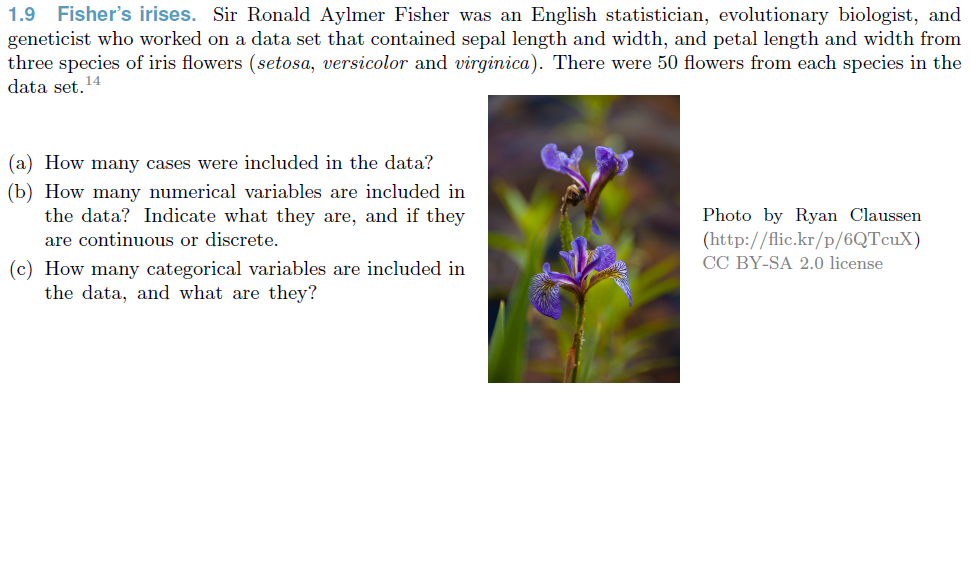 1.9 Fisher's irises. Sir Ronald Aylmer Fisher was an English statistician, evolutionary biologist, and
geneticist who worked on a data set that contained sepal length and width, and petal length and width from
three species of iris flowers (setosa, versicolor and virginica). There were 50 flowers from each species in the
data set.14
(a) How many cases were included in the data?
(b) How many numerical variables are included in
the data? Indicate what they are, and if they
are continuous or discrete.
(c) How many categorical variables are included in
the data, and what are they?
Photo by Ryan Claussen
(http://flic.kr/p/6QTcuX)
CC BY-SA 2.0 license